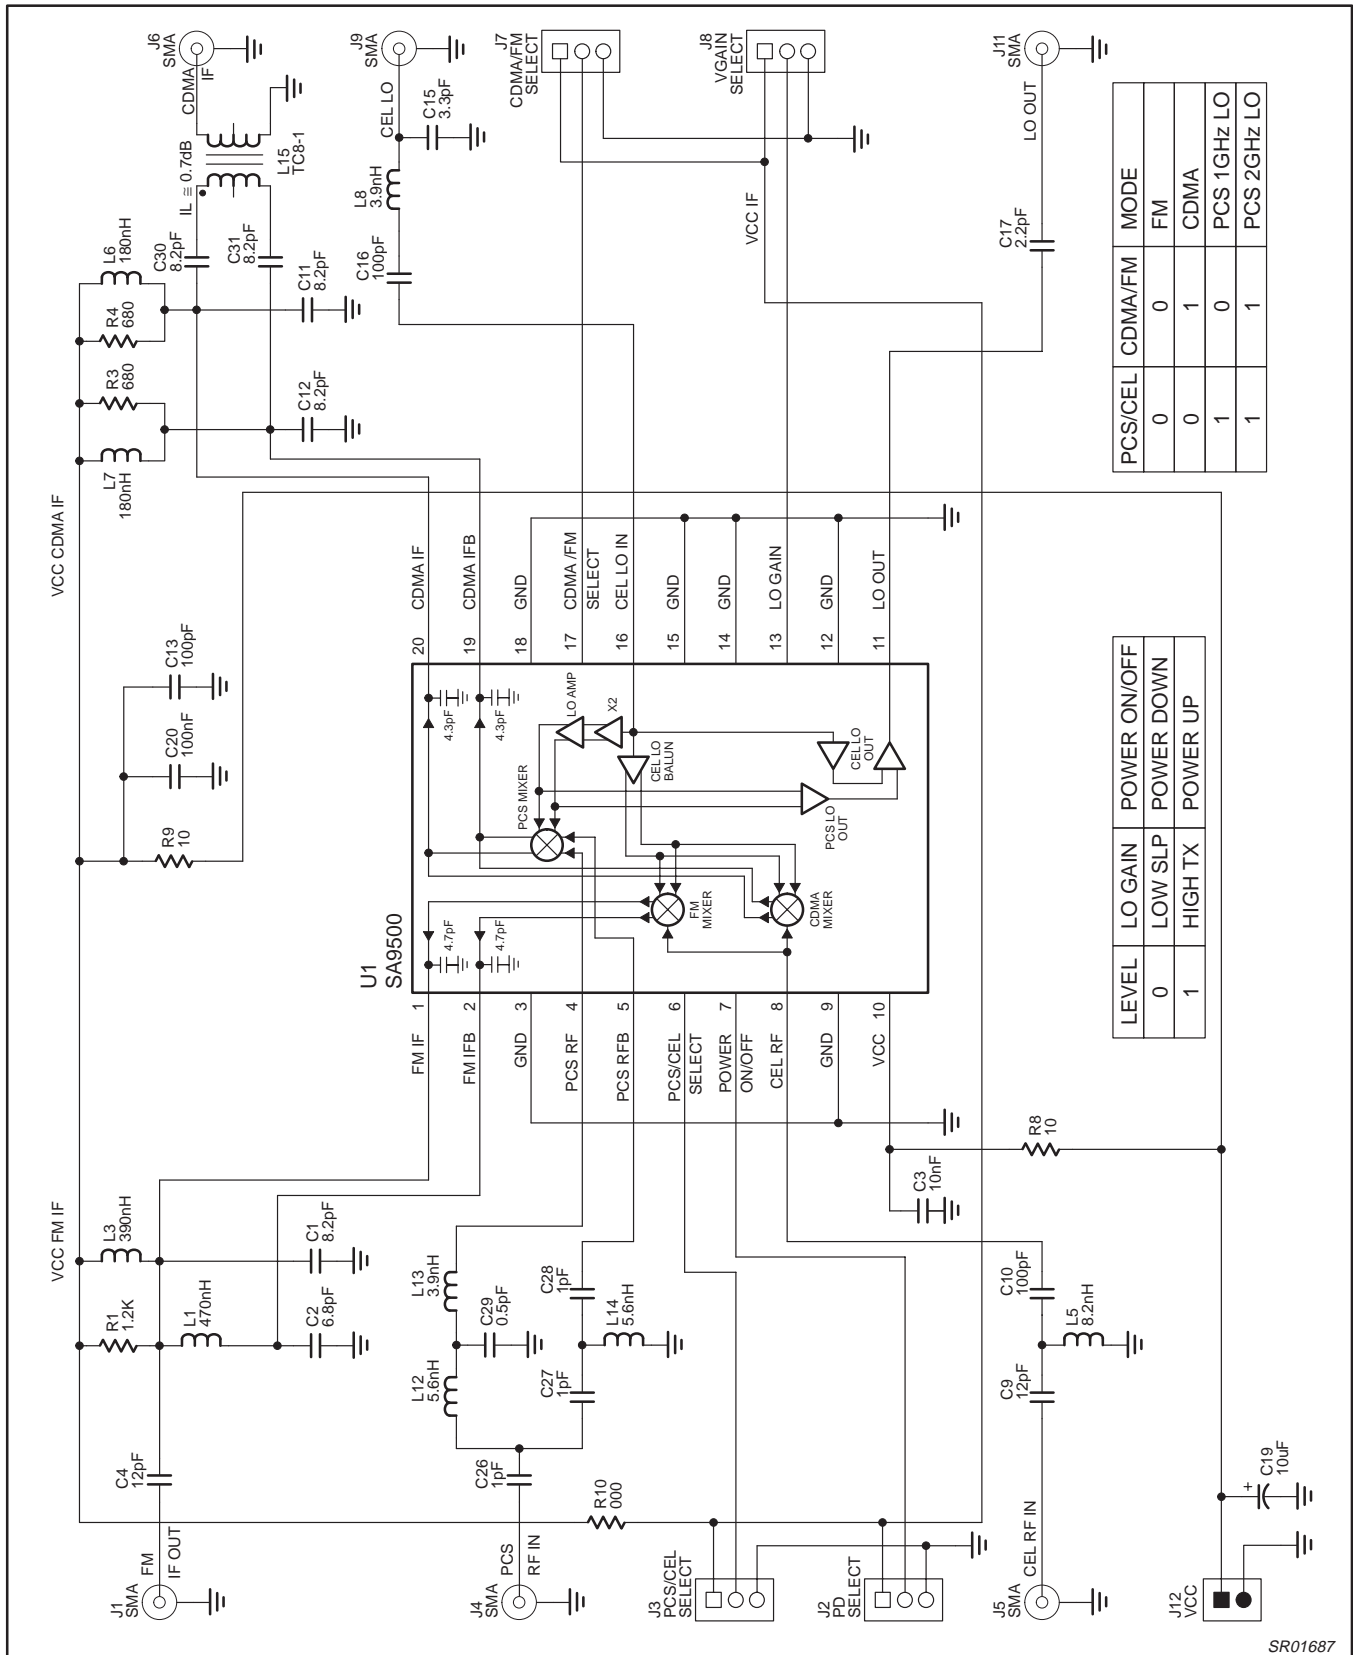 J1
SMA
FM
IF OUT
C4
12pF
R1
1.2K
L3
390nH
VCC FM IF
L1
470nH
C2
6.8pF
C1
8.2pF
J4
SMA
PCS
RF IN
C26
1pF
L12
5.6nH
L13
3.9nH
C29
0.5pF
C27
1pF
C28
1pF
L14
5.6nH
R10
000
J3
PCS/CEL
SELECT
J2
PD
SELECT
J5
SMA
CEL RF IN
C9
12pF
C10
100pF
L5
8.2nH
J12
VCC
C19
10uF
+
R8
10
C3
10nF
FM IF
1
FM IFB
2
GND
3
PCS RF
4
PCS RFB
5
PCS/CEL
SELECT
6
POWER
ON/OFF
7
CEL RF
8
GND
9
VCC
10
U1
SA9500
4.7pF
4.7pF
4.3pF
4.3pF
PCS MIXER
LO AMP
X2
CEL LO
BALUN
FM
MIXER
CDMA
MIXER
PCS LO
OUT
CEL LO
OUT
20
CDMA IF
19
CDMA IFB
18
GND
17
CDMA /FM
SELECT
16
CEL LO IN
15
GND
14
GND
13
LO GAIN
12
GND
11
LO OUT
R9
10
C20
100nF
C13
100pF
VCC CDMA IF
L7
180nH
R3
680
R4
680
L6
180nH
C12
8.2pF
C11
8.2pF
C30
8.2pF
C31
8.2pF
IL ≅ 0.7dB
L15
TC8-1
CDMA
IF
J6
SMA
C16
100pF
L8
3.9nH
CEL LO
C15
3.3pF
J9
SMA
J7
CDMA/FM
SELECT
J8
VGAIN
SELECT
VCC IF
C17
2.2pF
LO OUT
J11
SMA
LEVEL LO GAIN POWER ON/OFF
0 LOW SLP POWER DOWN
1 HIGH TX POWER UP
PCS/CEL CDMA/FM MODE
0 0 FM
0 1 CDMA
1 0 PCS 1GHz LO
1 1 PCS 2GHz LO
SR01687